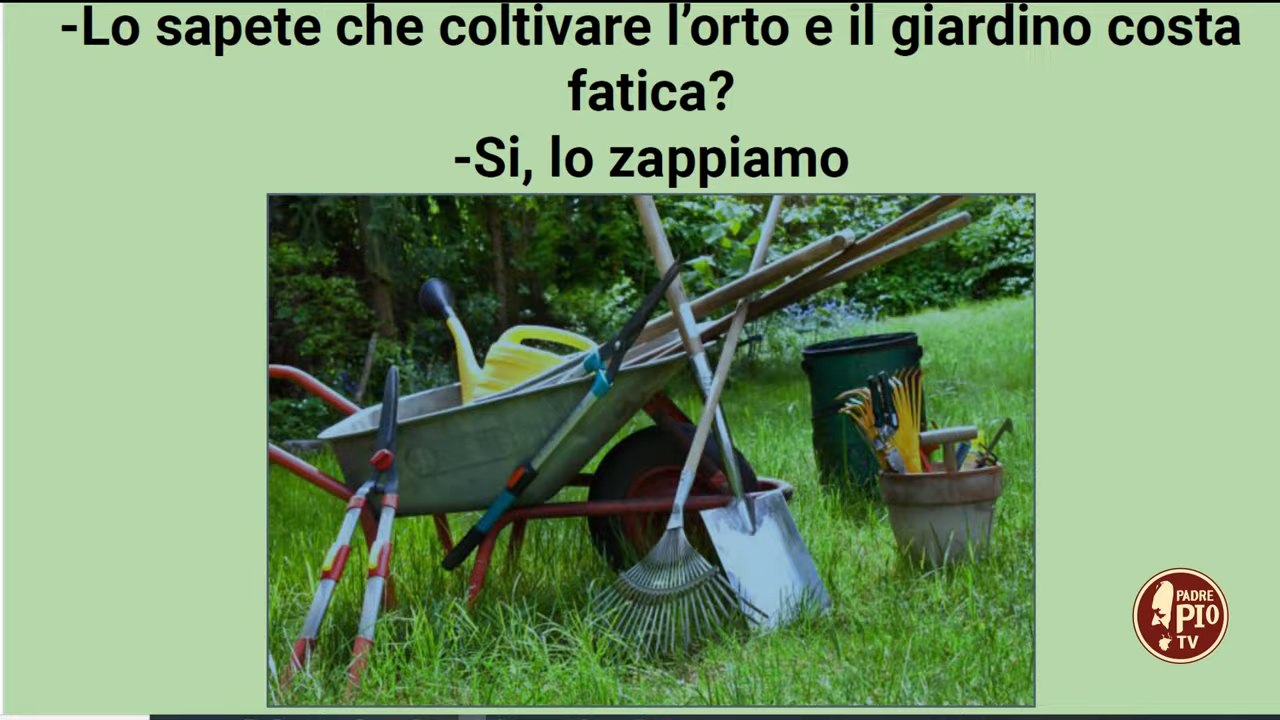 -Lo sapete che coltivare l’orto e il giardino costa
fatica?
-Si, lo zappiamo
PADRE
PIO
TV